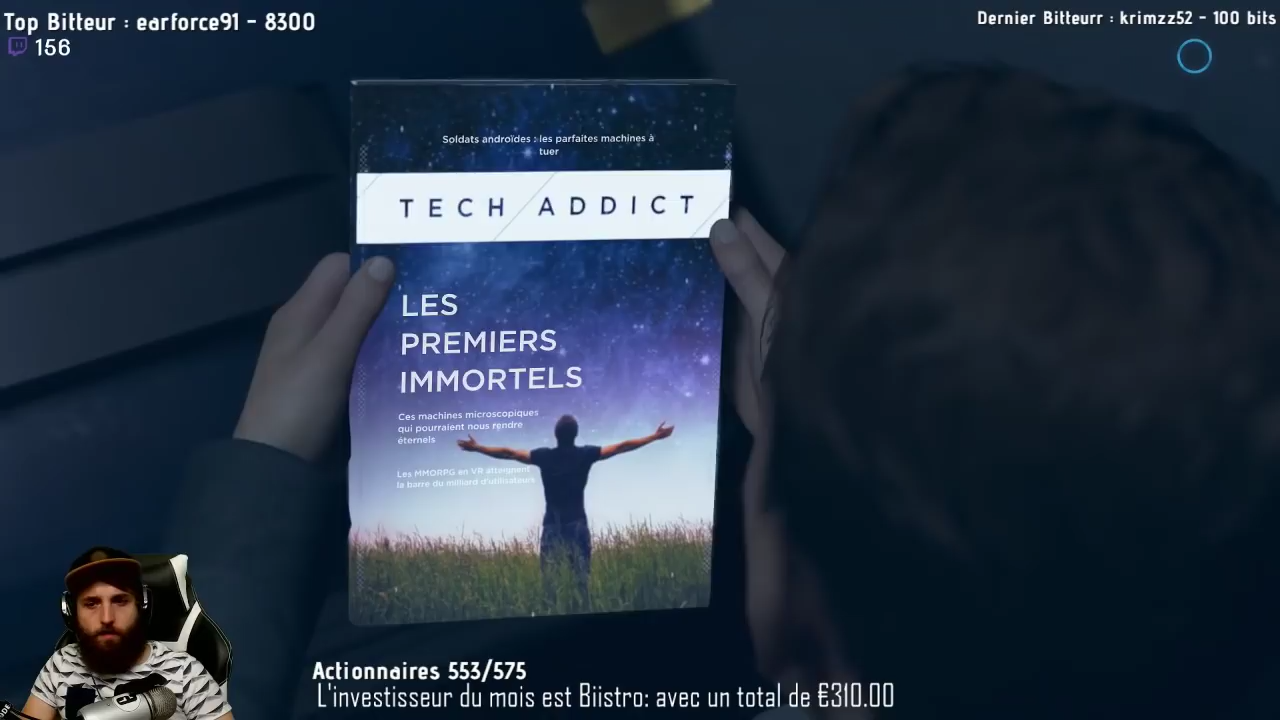 Top Bitteur : earforce91 - 8300
156
Dernier Bitteurr : krimzz52 - 100 bits
Soldats androïdes : les parfaites machines à
tuer
TECH ADDICT
LES
PREMIERS
IMMORTELS
Ces machines microscopiques
qui pourraient nous rendre
éternels
Les MMORPG en VR atteignent
la barre du milliard d'utilisateurs
Actionnaires 553/575
L'investisseur du mois est Biistro: avec un total de €310.00